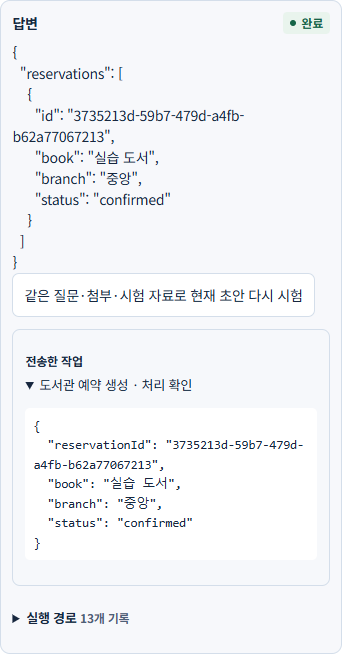 답변
● 완료
{
"reservations": [
{
"id": "3735213d-59b7-479d-a4fb-
b62a77067213",
"book": "실습 도서",
"branch": "중앙",
"status": "confirmed"
}
]
}
같은 질문·첨부·시험 자료로 현재 초안 다시 시험
전송한 작업
▼ 도서관 예약 생성 · 처리 확인
{
"reservationId": "3735213d-59b7-479d-
a4fb-b62a77067213",
"book": "실습 도서",
"branch": "중앙",
"status": "confirmed"
}
▶ 실행 경로 13개 기록